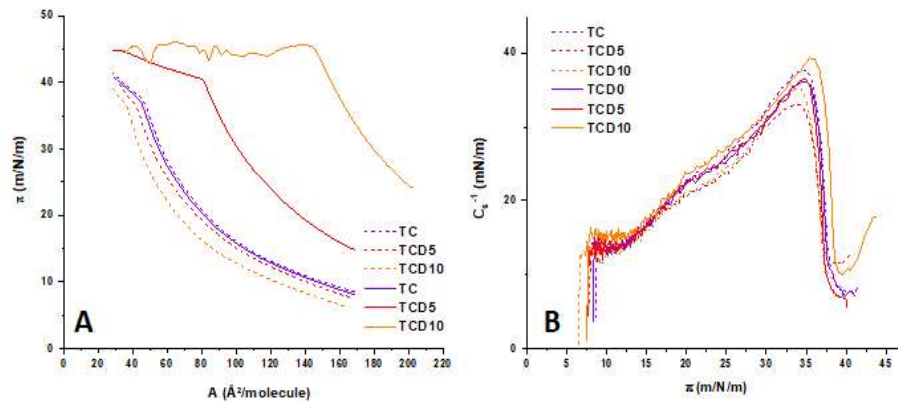 50
40
30
20
10
0
π (m/N/m)
A
TC
TCD5
TCD10
TC
TCD5
TCD10
0 20 40 60 80 100 120 140 160 180 200 220
A (Å²/molecule)
40
20
0
Cs⁻¹ (mN/m)
TC
TCD5
TCD10
TCD0
TCD5
TCD10
B
0 5 10 15 20 25 30 35 40 45
π (m/N/m)